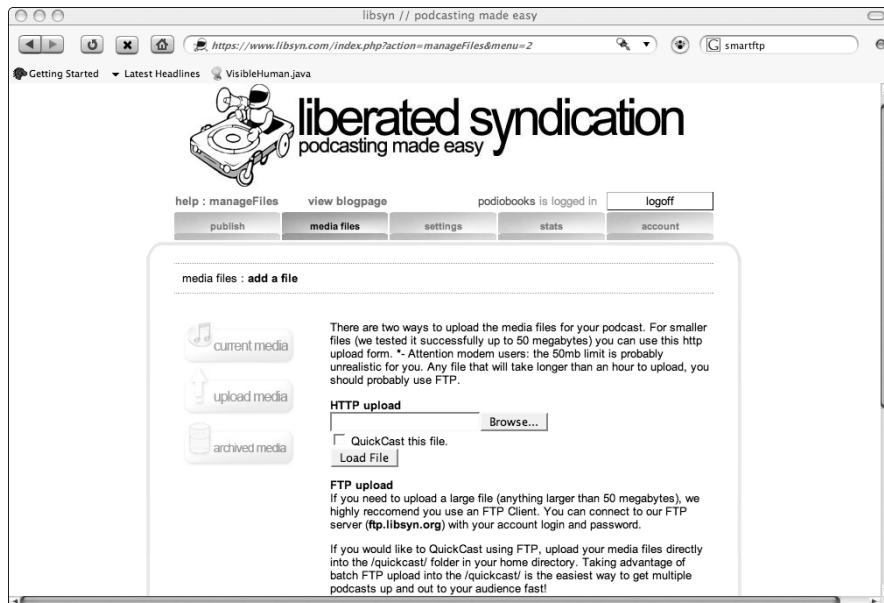 libsyn // podcasting made easy
https://www.libsyn.com/index.php?action=manageFiles&menu=2
smartftp
Getting Started Latest Headlines VisibleHuman.java
liberated syndication
podcasting made easy
help : manageFiles view blogpage podiobooks is logged in logoff
publish media files settings stats account
media files : add a file
current media
upload media
archived media
There are two ways to upload the media files for your podcast. For smaller
files (we tested it successfully up to 50 megabytes) you can use this http
upload form. *- Attention modem users: the 50mb limit is probably
unrealistic for you. Any file that will take longer than an hour to upload, you
should probably use FTP.
HTTP upload
Browse...
QuickCast this file.
Load File
FTP upload
If you need to upload a large file (anything larger than 50 megabytes), we
highly reccomend you use an FTP Client. You can connect to our FTP
server (ftp.libsyn.org) with your account login and password.
If you would like to QuickCast using FTP, upload your media files directly
into the /quickcast/ folder in your home directory. Taking advantage of
batch FTP upload into the /quickcast/ is the easiest way to get multiple
podcasts up and out to your audience fast!